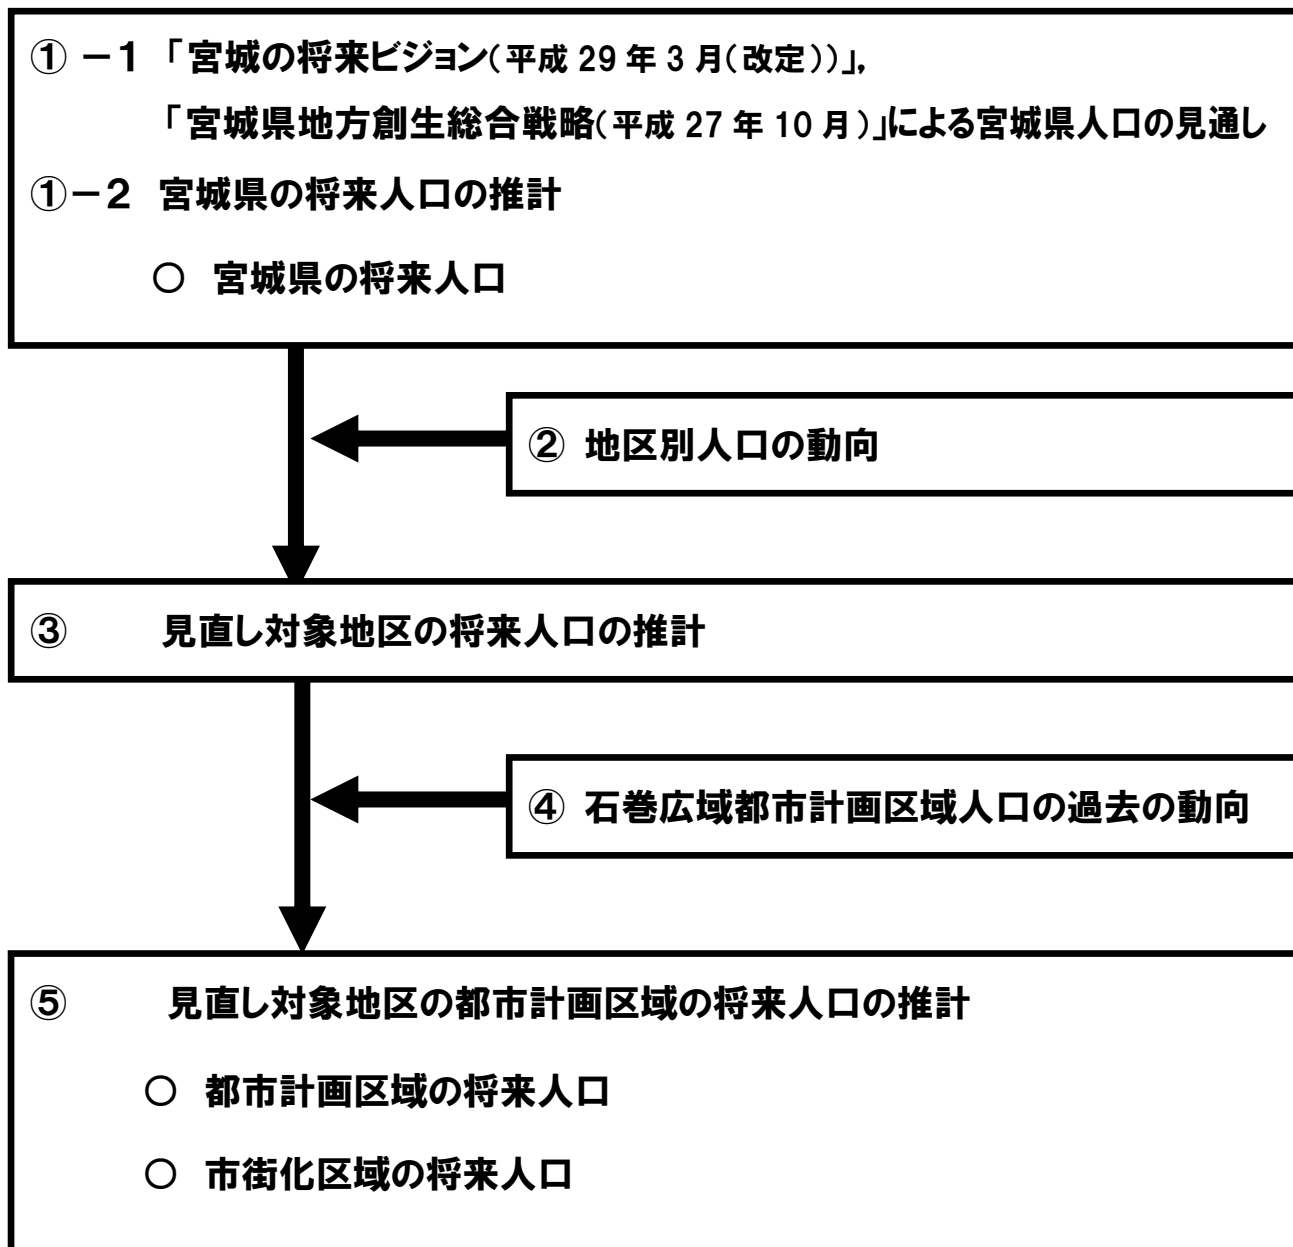 ①－1 「宮城の将来ビジョン(平成 29 年 3 月(改定))」,
「宮城県地方創生総合戦略(平成 27 年 10 月)」による宮城県人口の見通し
①－2 宮城県の将来人口の推計
○ 宮城県の将来人口
② 地区別人口の動向
③ 見直し対象地区の将来人口の推計
④ 石巻広域都市計画区域人口の過去の動向
⑤ 見直し対象地区の都市計画区域の将来人口の推計
○ 都市計画区域の将来人口
○ 市街化区域の将来人口